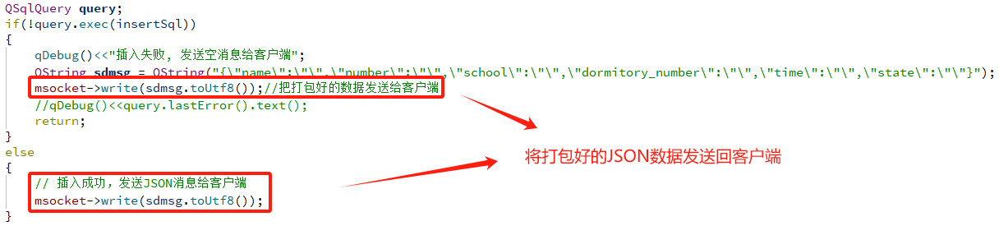 QSqlQuery query;
if(!query.exec(insertSql))
{
    qDebug()<<"插入失败, 发送空消息给客户端";
    QString sdmsg = QString("{\"name\":\"\",\"number\":\"\",\"school\":\"\",\"dormitory_number\":\"\",\"time\":\"\",\"state\":\"\"}");
    msocket->write(sdmsg.toUtf8());//把打包好的数据发送给客户端
    //qDebug()<<query.lastError().text();
    return;
}
else
{
    // 插入成功，发送JSON消息给客户端
    msocket->write(sdmsg.toUtf8());
}
将打包好的JSON数据发送回客户端